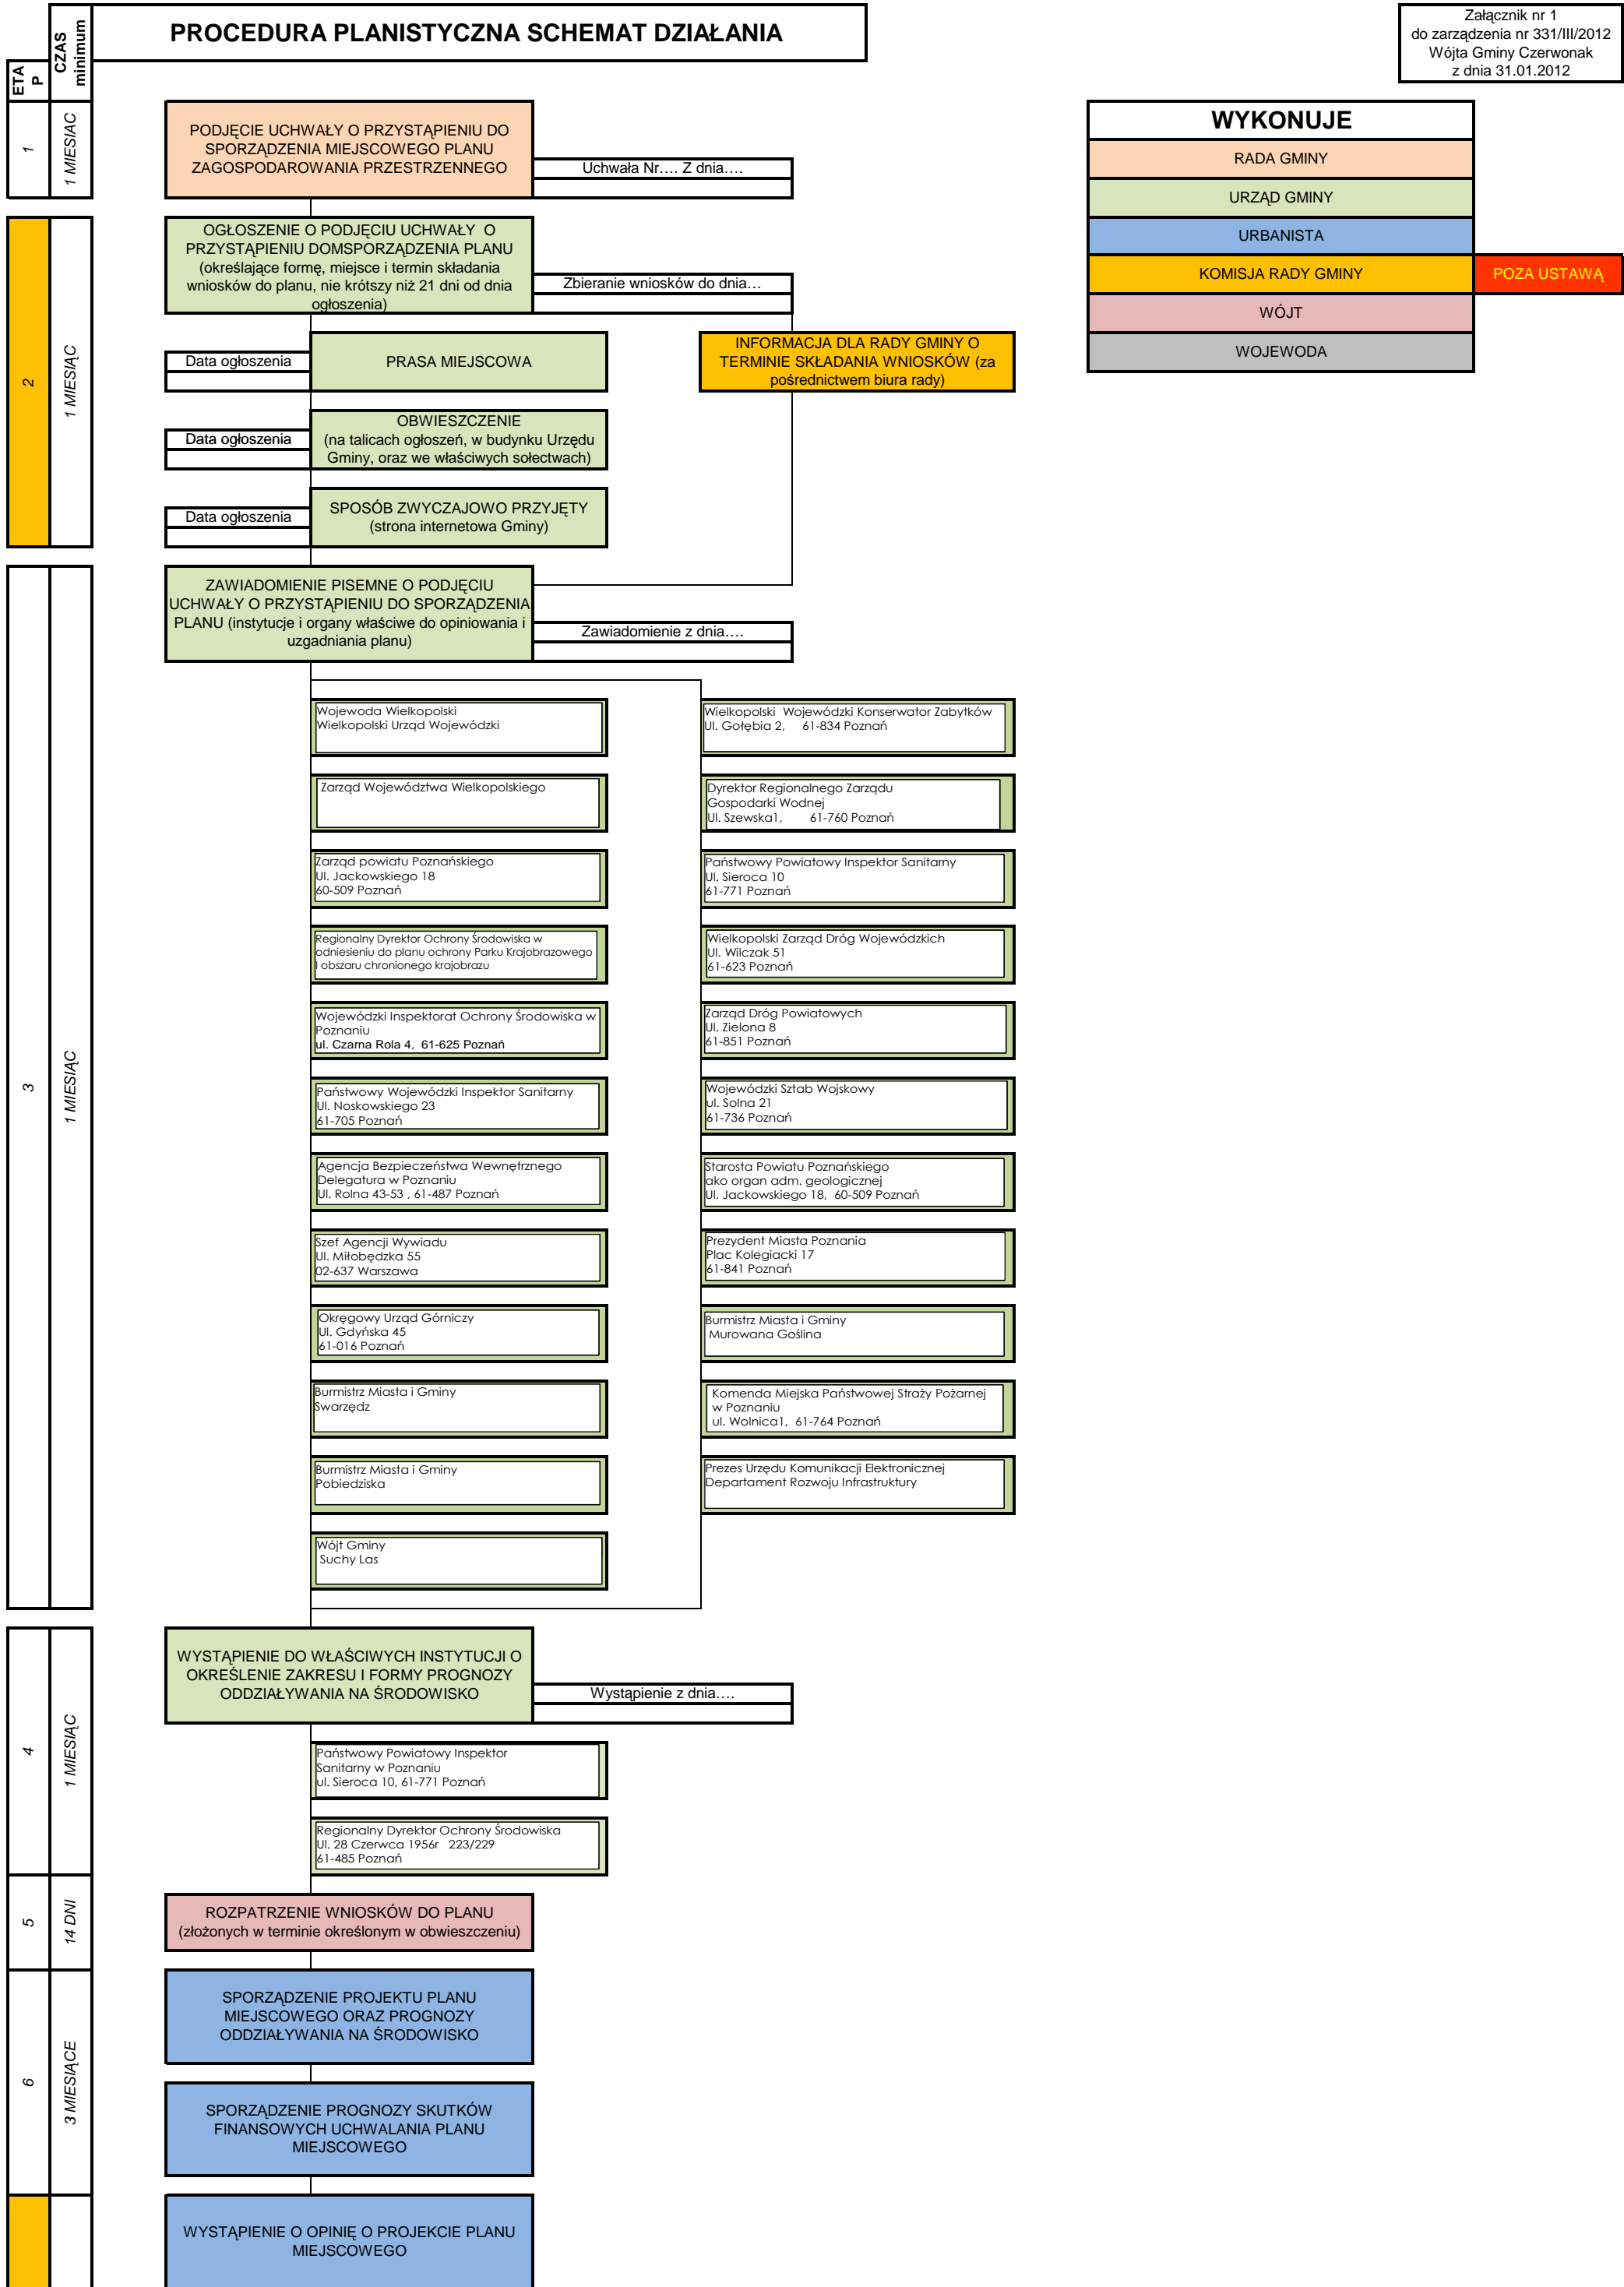 PROCEDURA PLANISTYCZNA SCHEMAT DZIAŁANIA
Załącznik nr 1
do zarządzenia nr 331/III/2012
Wójta Gminy Czerwonak
z dnia 31.01.2012
ETA
P
CZAS
minimum
WYKONUJE
RADA GMINY
URZĄD GMINY
URBANISTA
KOMISJA RADY GMINY
POZA USTAWĄ
WÓJT
WOJEWODA
1
1 MIESIAC
PODJĘCIE UCHWAŁY O PRZYSTĄPIENIU DO
SPORZĄDZENIA MIEJSCOWEGO PLANU
ZAGOSPODAROWANIA PRZESTRZENNEGO
Uchwała Nr.... Z dnia....
2
1 MIESIĄC
OGŁOSZENIE O PODJĘCIU UCHWAŁY O
PRZYSTĄPIENIU DOMSPORZĄDZENIA PLANU
(określające formę, miejsce i termin składania
wniosków do planu, nie krótszy niż 21 dni od dnia
ogłoszenia)
Zbieranie wniosków do dnia...
Data ogłoszenia
PRASA MIEJSCOWA
INFORMACJA DLA RADY GMINY O
TERMINIE SKŁADANIA WNIOSKÓW (za
pośrednictwem biura rady)
Data ogłoszenia
OBWIESZCZENIE
(na talicach ogłoszeń, w budynku Urzędu
Gminy, oraz we właściwych sołectwach)
Data ogłoszenia
SPOSÓB ZWYCZAJOWO PRZYJĘTY
(strona internetowa Gminy)
3
1 MIESIĄC
ZAWIADOMIENIE PISEMNE O PODJĘCIU
UCHWAŁY O PRZYSTĄPIENIU DO SPORZĄDZENIA
PLANU (instytucje i organy właściwe do opiniowania i
uzgadniania planu)
Zawiadomienie z dnia....
Wojewoda Wielkopolski
Wielkopolski Urząd Wojewódzki
Wielkopolski Wojewódzki Konserwator Zabytków
Ul. Gołębia 2, 61-834 Poznań
Zarząd Województwa Wielkopolskiego
Dyrektor Regionalnego Zarządu
Gospodarki Wodnej
Ul. Szewska1, 61-760 Poznań
Zarząd powiatu Poznańskiego
Ul. Jackowskiego 18
60-509 Poznań
Państwowy Powiatowy Inspektor Sanitarny
Ul. Sieroca 10
61-771 Poznań
Regionalny Dyrektor Ochrony Środowiska w
odniesieniu do planu ochrony Parku Krajobrazowego
I obszaru chronionego krajobrazu
Wielkopolski Zarząd Dróg Wojewódzkich
Ul. Wilczak 51
61-623 Poznań
Wojewódzki Inspektorat Ochrony Środowiska w
Poznaniu
ul. Czarna Rola 4, 61-625 Poznań
Zarząd Dróg Powiatowych
Ul. Zielona 8
61-851 Poznań
Państwowy Wojewódzki Inspektor Sanitarny
Ul. Noskowskiego 23
61-705 Poznań
Wojewódzki Sztab Wojskowy
ul. Solna 21
61-736 Poznań
Agencja Bezpieczeństwa Wewnętrznego
Delegatura w Poznaniu
Ul. Rolna 43-53 , 61-487 Poznań
Starosta Powiatu Poznańskiego
ako organ adm. geologicznej
Ul. Jackowskiego 18, 60-509 Poznań
Szef Agencji Wywiadu
Ul. Miłobędzka 55
02-637 Warszawa
Prezydent Miasta Poznania
Plac Kolegiacki 17
61-841 Poznań
Okręgowy Urząd Górniczy
Ul. Gdyńska 45
61-016 Poznań
Burmistrz Miasta i Gminy
Murowana Goślina
Burmistrz Miasta i Gminy
Swarzędz
Komenda Miejska Państwowej Straży Pożarnej
w Poznaniu
ul. Wolnica1, 61-764 Poznań
Burmistrz Miasta i Gminy
Pobiedziska
Prezes Urzędu Komunikacji Elektronicznej
Departament Rozwoju Infrastruktury
Wójt Gminy
Suchy Las
4
1 MIESIĄC
WYSTĄPIENIE DO WŁAŚCIWYCH INSTYTUCJI O
OKREŚLENIE ZAKRESU I FORMY PROGNOZY
ODDZIAŁYWANIA NA ŚRODOWISKO
Wystąpienie z dnia....
Państwowy Powiatowy Inspektor
Sanitarny w Poznaniu
ul. Sieroca 10, 61-771 Poznań
Regionalny Dyrektor Ochrony Środowiska
Ul. 28 Czerwca 1956r 223/229
61-485 Poznań
5
14 DNI
ROZPATRZENIE WNIOSKÓW DO PLANU
(złożonych w terminie określonym w obwieszczeniu)
6
3 MIESIĄCE
SPORZĄDZENIE PROJEKTU PLANU
MIEJSCOWEGO ORAZ PROGNOZY
ODDZIAŁYWANIA NA ŚRODOWISKO
SPORZĄDZENIE PROGNOZY SKUTKÓW
FINANSOWYCH UCHWALANIA PLANU
MIEJSCOWEGO
WYSTĄPIENIE O OPINIĘ O PROJEKCIE PLANU
MIEJSCOWEGO